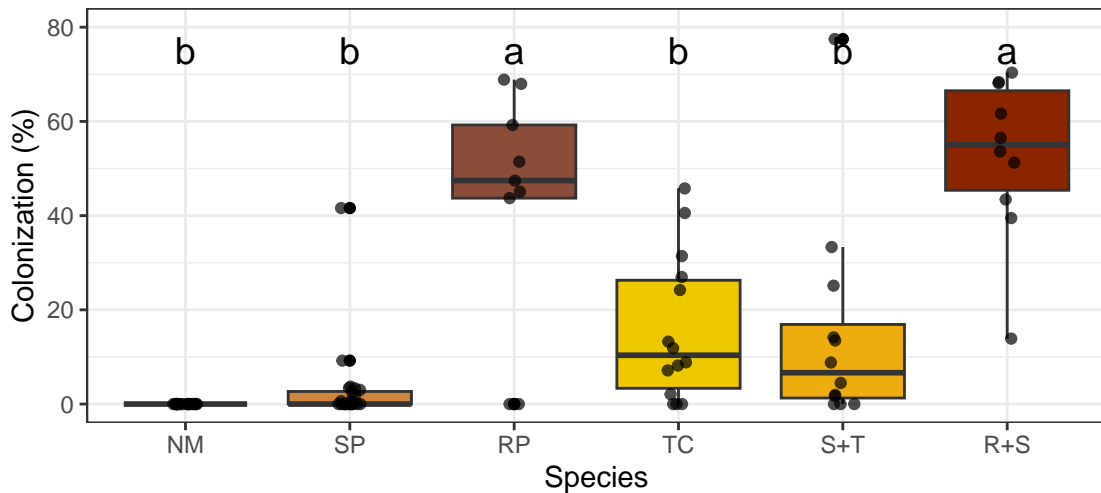 80
b b a b b a
60
40
20
0
NM SP RP TC S+T R+S
Species
Colonization (%)